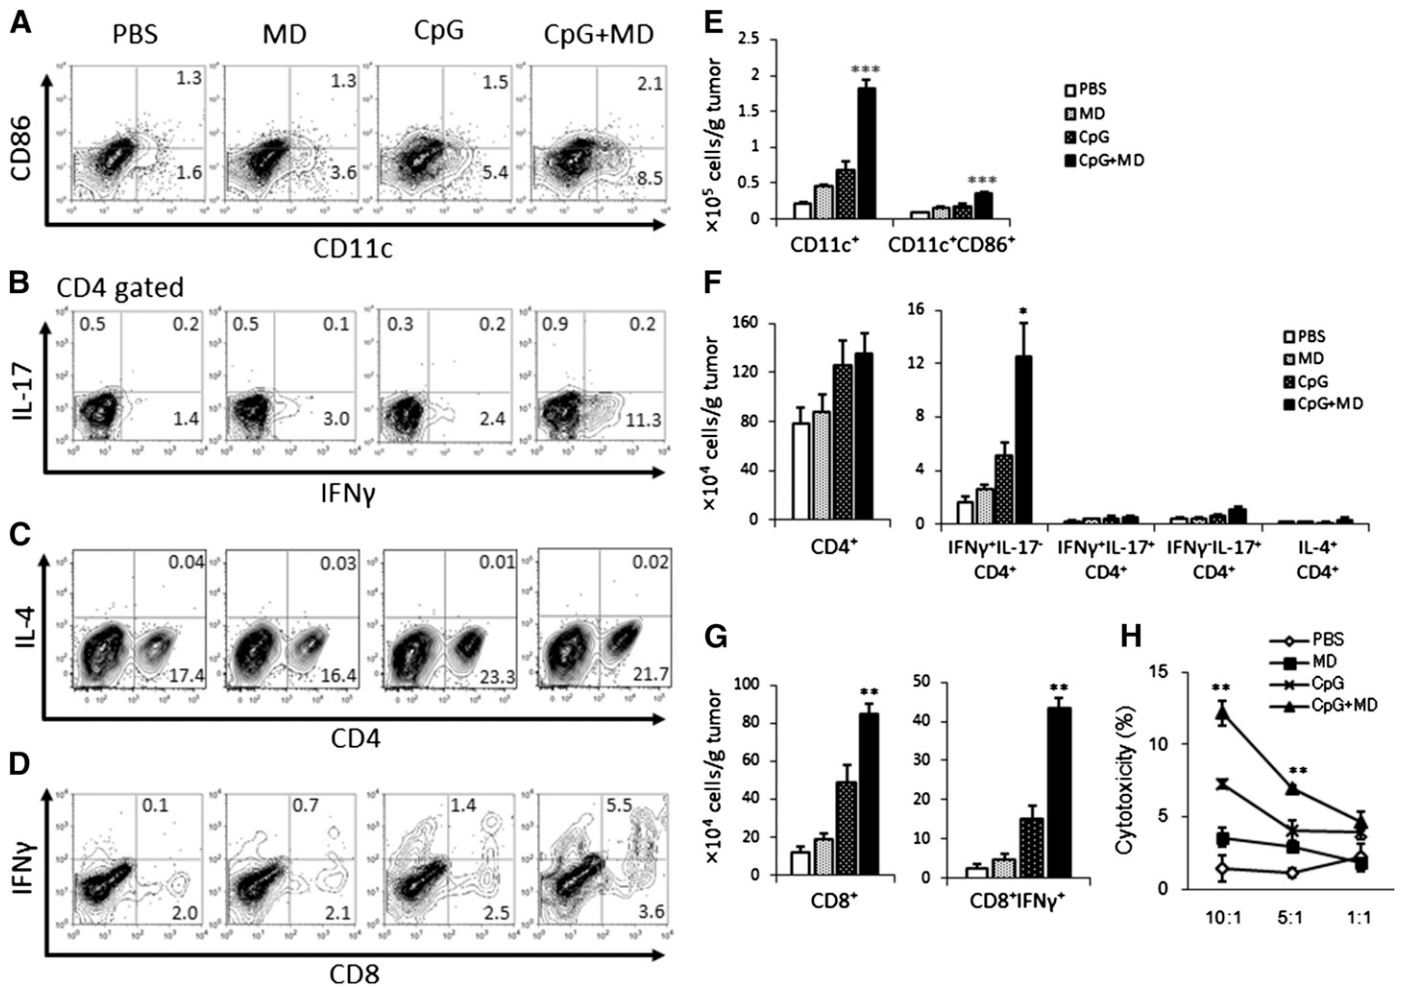 A
PBS
MD
CpG
CpG+MD
1.3
1.3
1.5
2.1
1.6
3.6
5.4
8.5
CD86
CD11c
B
CD4 gated
0.5
0.2
0.5
0.1
0.3
0.2
0.9
0.2
1.4
3.0
2.4
11.3
IL-17
IFNγ
C
0.04
0.03
0.01
0.02
17.4
16.4
23.3
21.7
IL-4
CD4
D
0.1
0.7
1.4
5.5
2.0
2.1
2.5
3.6
IFNγ
CD8
E
×10⁵ cells/g tumor
2.5
2
1.5
1
0.5
0
***
***
CD11c⁺
CD11c⁺CD86⁺
PBS
MD
CpG
CpG+MD
F
×10⁴ cells/g tumor
160
120
80
40
0
CD4⁺
16
12
8
4
0
*
IFNγ⁺IL-17⁻
CD4⁺
IFNγ⁺IL-17⁺
CD4⁺
IFNγ⁻IL-17⁺
CD4⁺
IL-4⁺
CD4⁺
PBS
MD
CpG
CpG+MD
G
×10⁴ cells/g tumor
100
80
60
40
20
0
**
CD8⁺
50
40
30
20
10
0
**
CD8⁺IFNγ⁺
H
PBS
MD
CpG
CpG+MD
Cytotoxicity (%)
15
10
5
0
**
**
10:1
5:1
1:1